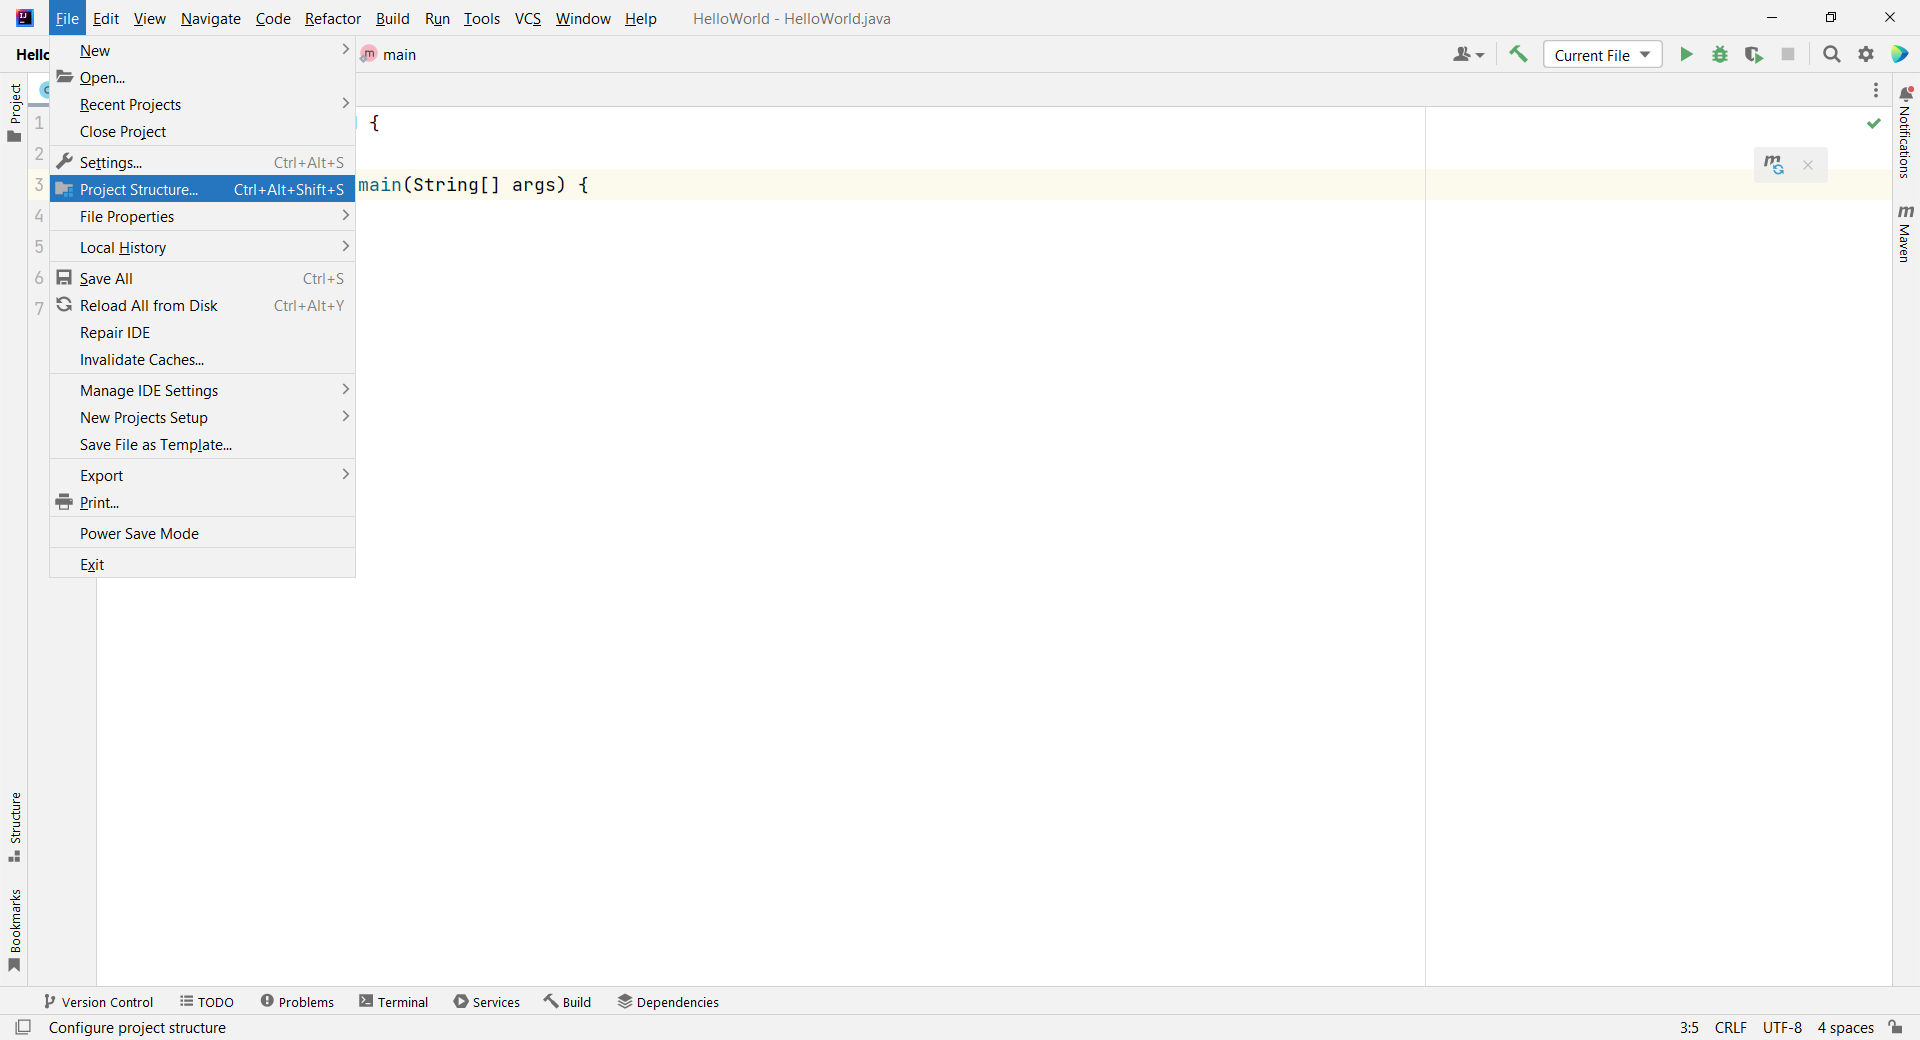 File Edit View Navigate Code Refactor Build Run Tools VCS Window Help HelloWorld - HelloWorld.java
Hello m main Current File
New
Open...
Recent Projects
Close Project
Settings... Ctrl+Alt+S
Project Structure... Ctrl+Alt+Shift+S
File Properties
Local History
Save All Ctrl+S
Reload All from Disk Ctrl+Alt+Y
Repair IDE
Invalidate Caches...
Manage IDE Settings
New Projects Setup
Save File as Template...
Export
Print...
Power Save Mode
Exit
1 {
2
3 main(String[] args) {
4
5
6
7
m
Project
Structure
Bookmarks
Notifications
m Maven
Version Control TODO Problems Terminal Services Build Dependencies
Configure project structure 3:5 CRLF UTF-8 4 spaces